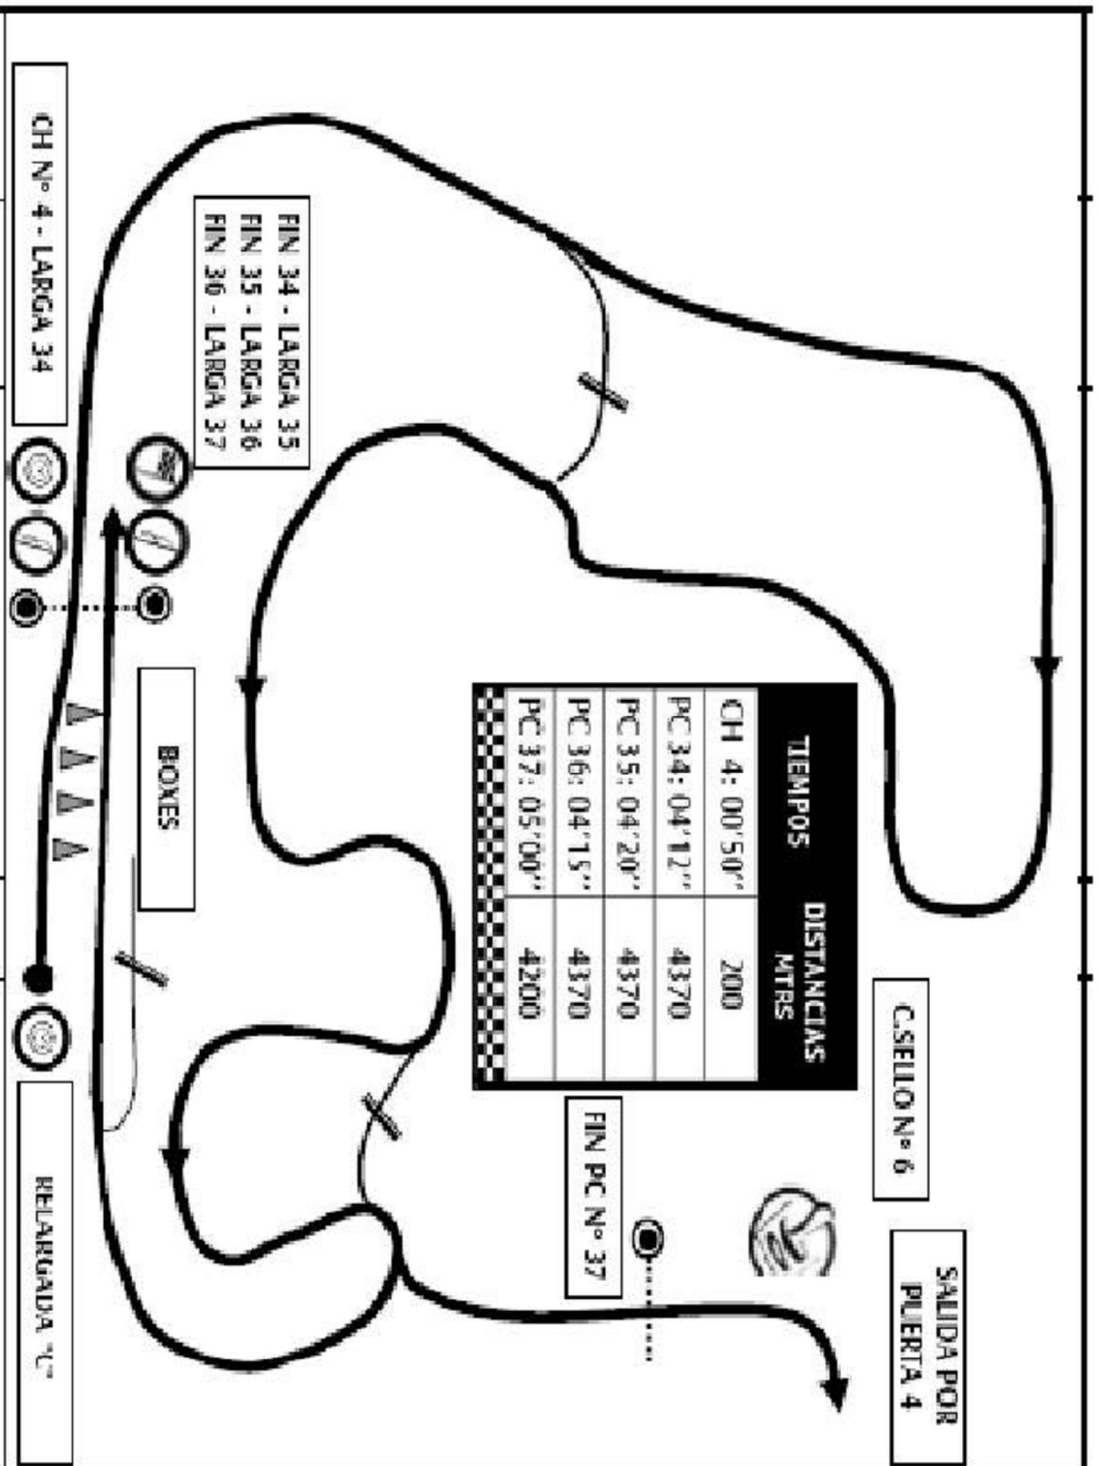 SALIDA POR
PUERTA 4
C.SELLO Nº 6
TIEMPOS DISTANCIAS
MTRS
CH 4: 00'50'' 200
PC 34: 04'12'' 4370
PC 35: 04'20'' 4370
PC 36: 04'15'' 4370
PC 37: 05'00'' 4200
FIN PC Nº 37
FIN 34 - LARGA 35
FIN 35 - LARGA 36
FIN 36 - LARGA 37
BOXES
CH Nº 4 - LARGA 34
RELARGADA "C"